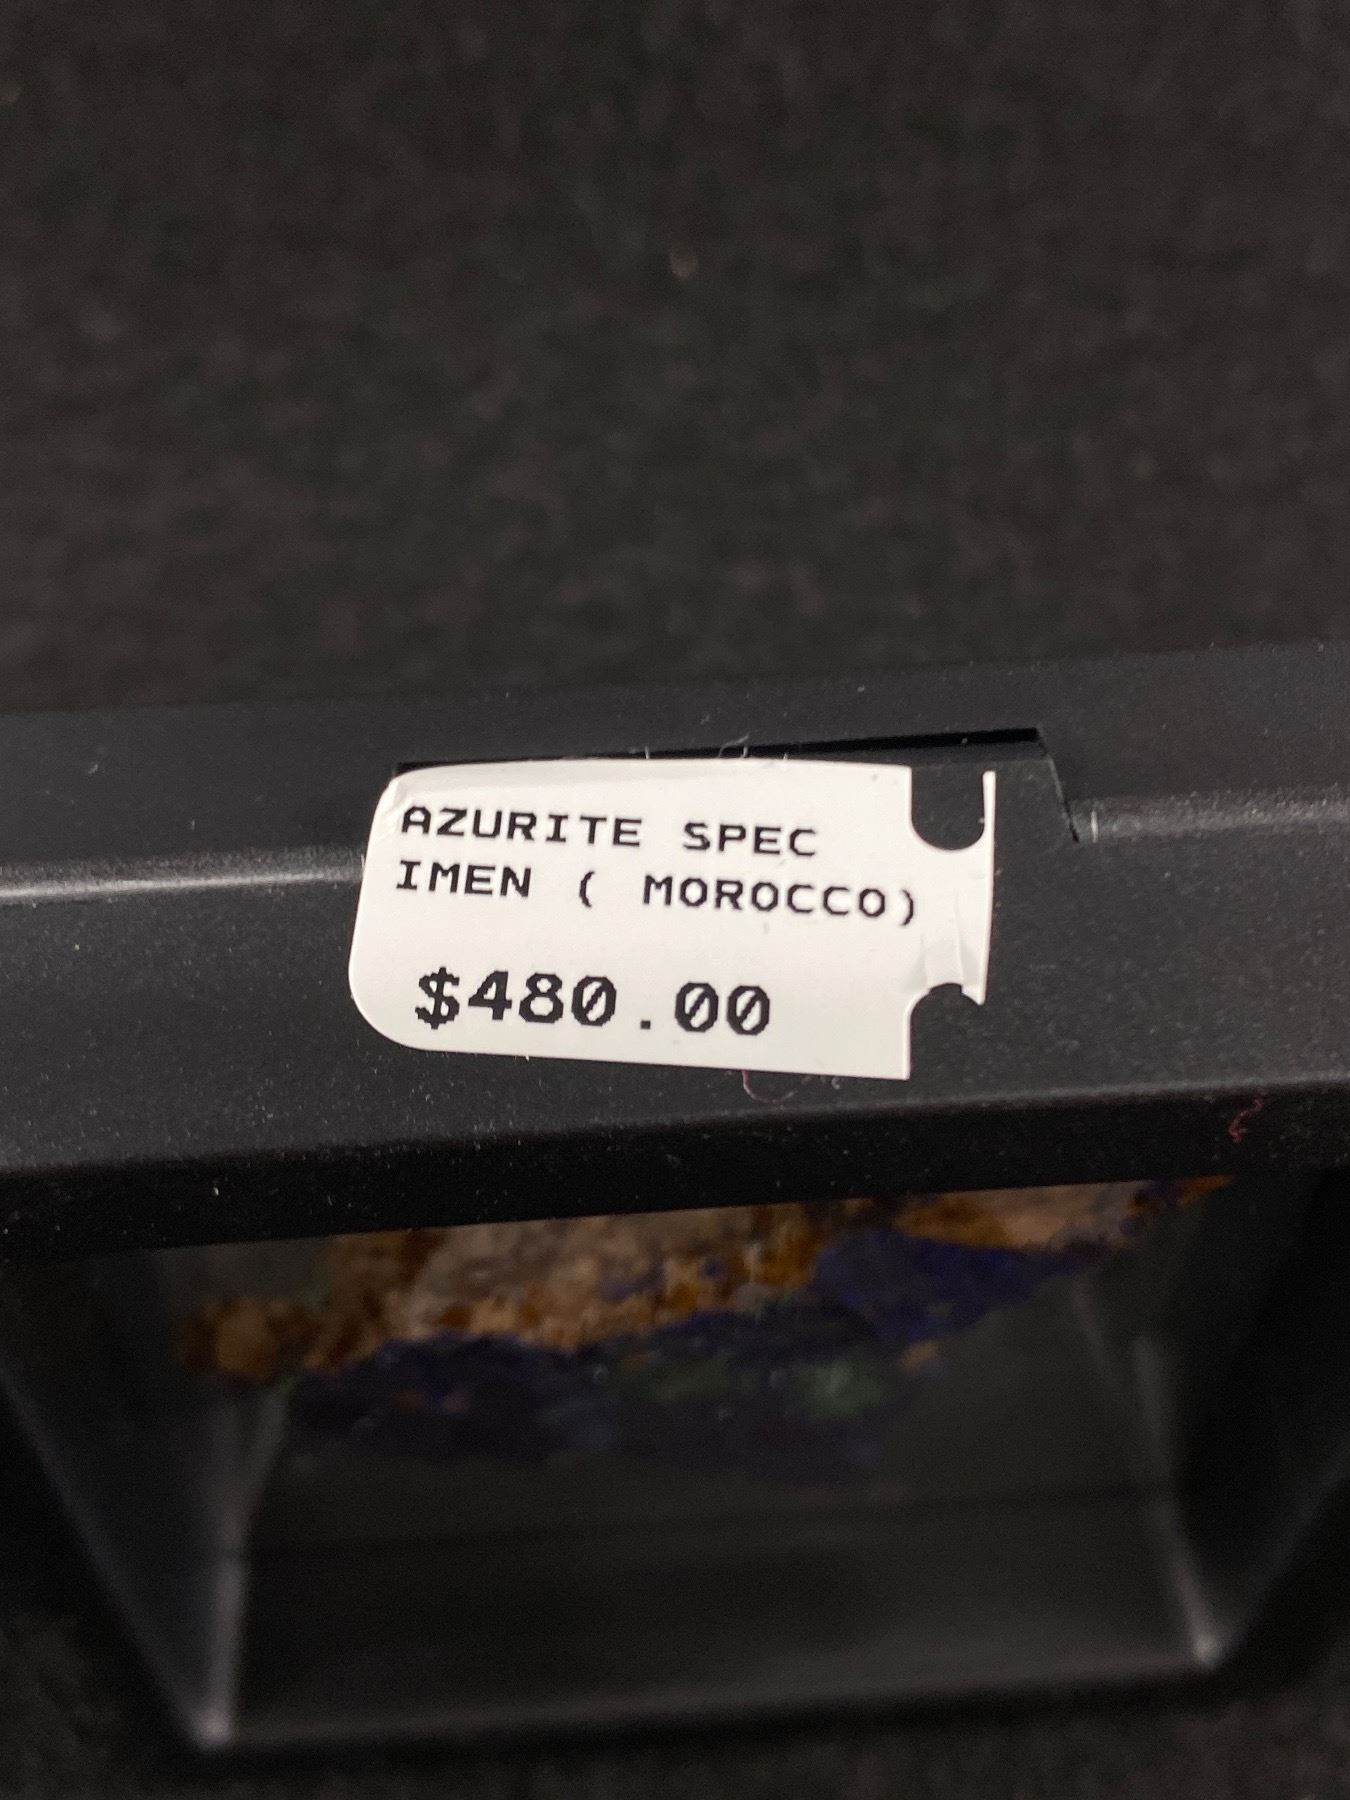 AZURITE SPEC
IMEN ( MOROCCO)
$480.00